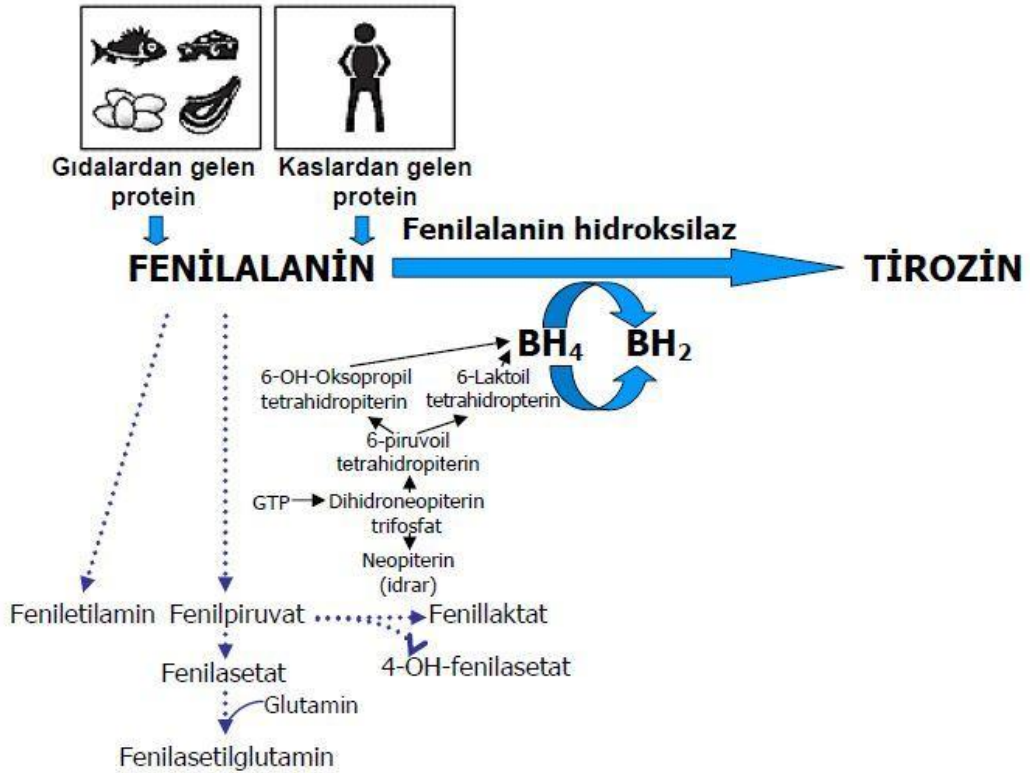 Gıdalardan gelen
protein
Kaslardan gelen
protein
Fenilalanin hidroksilaz
FENİLALANİN
TİROZİN
BH₄
BH₂
6-OH-Oksopropil
tetrahidropiterin
6-Laktoil
tetrahidropterin
6-piruvoil
tetrahidropiterin
GTP
Dihidroneopiterin
trifosfat
Neopiterin
(idrar)
Feniletilamin
Fenilpiruvat
Fenillaktat
4-OH-fenilasetat
Fenilasetat
Glutamin
Fenilasetilglutamin